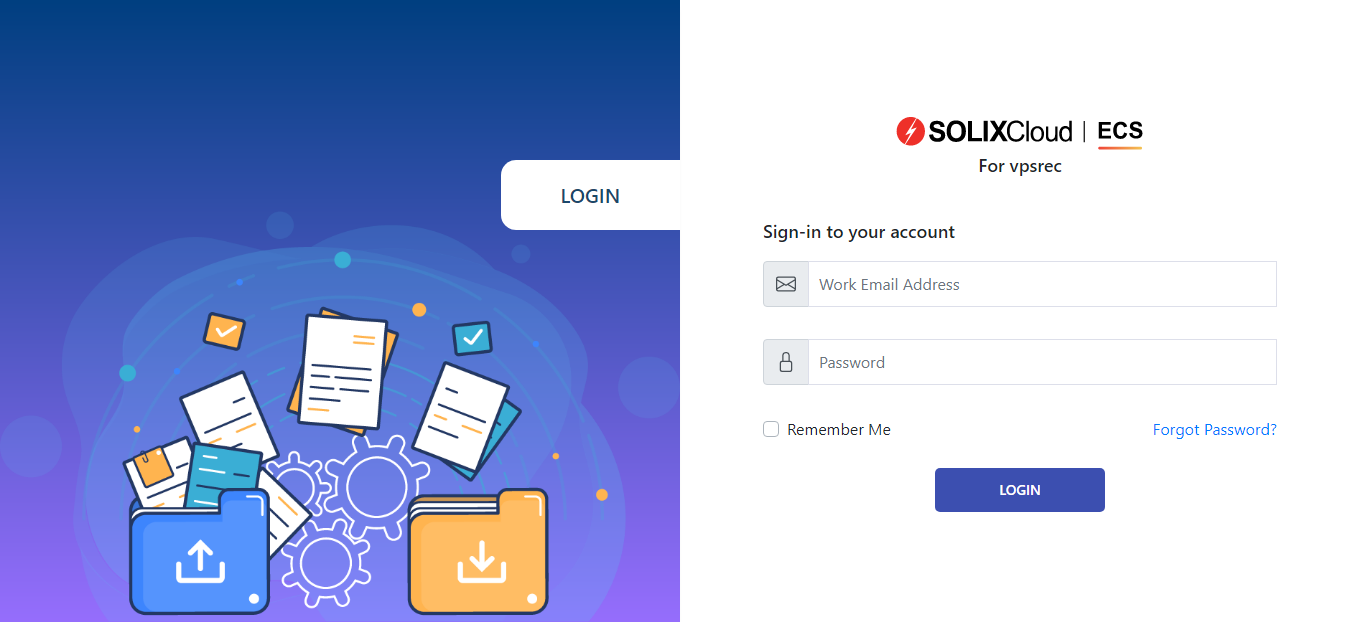 LOGIN
SOLIXCloud | ECS
For vpsrec
Sign-in to your account
Work Email Address
Password
Remember Me
Forgot Password?
LOGIN